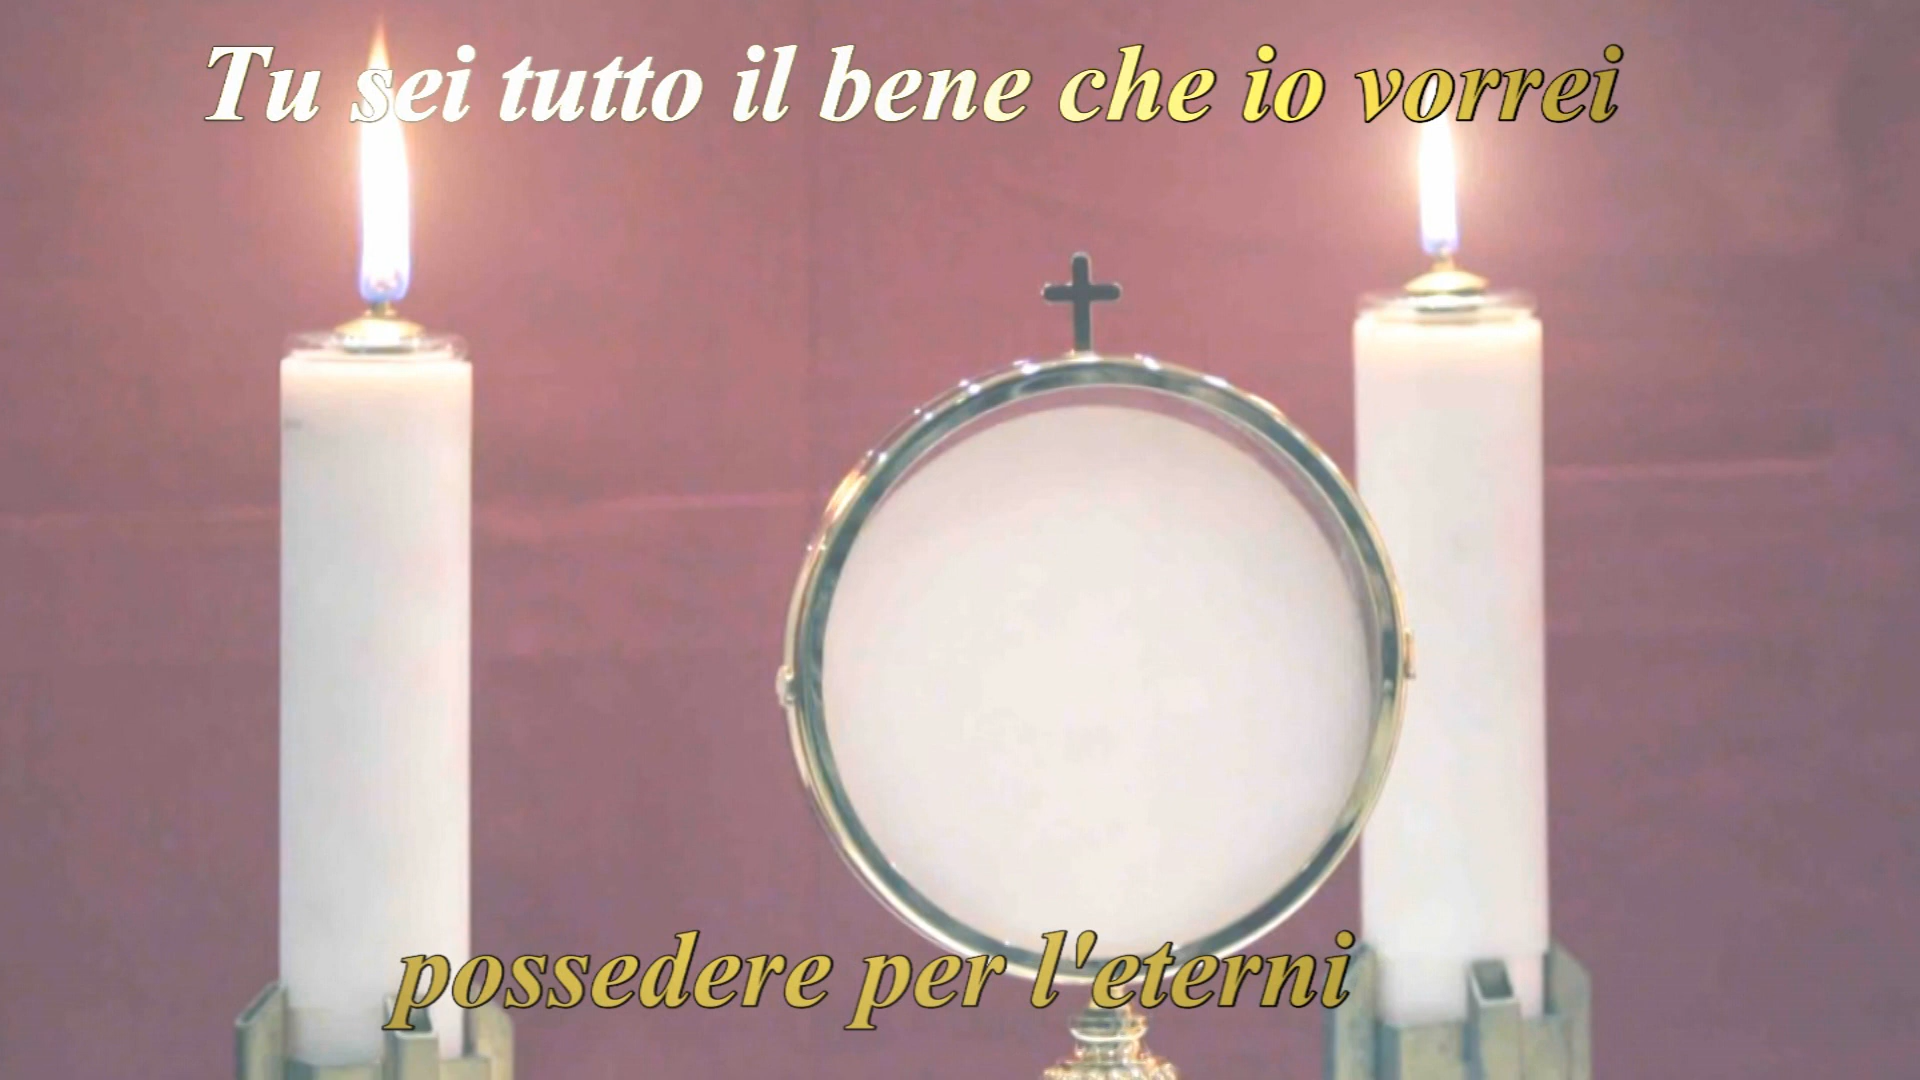 Tu sei tutto il bene che io vorrei
possedere per l'eterni